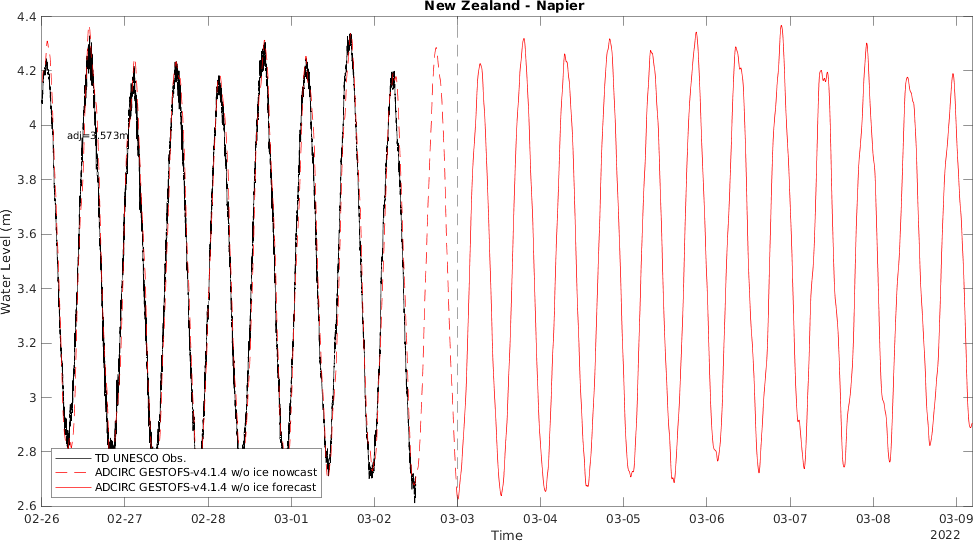 New Zealand - Napier
4.4
4.2
4
3.8
3.6
3.4
3.2
3
2.8
2.6
Water Level (m)
adj=3.573m
TD UNESCO Obs.
ADCIRC GESTOFS-v4.1.4 w/o ice nowcast
ADCIRC GESTOFS-v4.1.4 w/o ice forecast
02-26 02-27 02-28 03-01 03-02 03-03 03-04 03-05 03-06 03-07 03-08 03-09
Time
2022